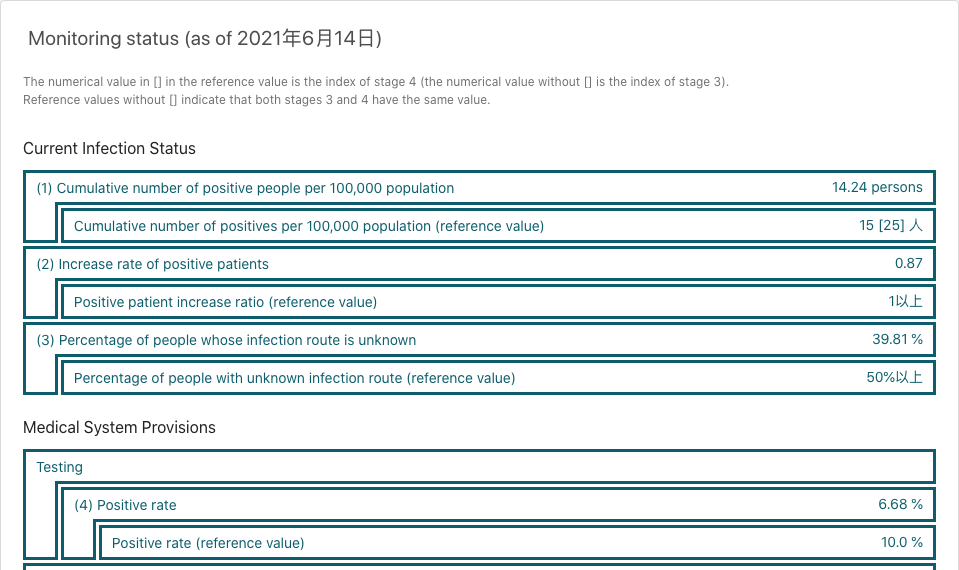 Monitoring status (as of 2021年6月14日)
The numerical value in [] in the reference value is the index of stage 4 (the numerical value without [] is the index of stage 3).
Reference values without [] indicate that both stages 3 and 4 have the same value.
Current Infection Status
(1) Cumulative number of positive people per 100,000 population 14.24 persons
Cumulative number of positives per 100,000 population (reference value) 15 [25] 人
(2) Increase rate of positive patients 0.87
Positive patient increase ratio (reference value) 1以上
(3) Percentage of people whose infection route is unknown 39.81 %
Percentage of people with unknown infection route (reference value) 50%以上
Medical System Provisions
Testing
(4) Positive rate 6.68 %
Positive rate (reference value) 10.0 %